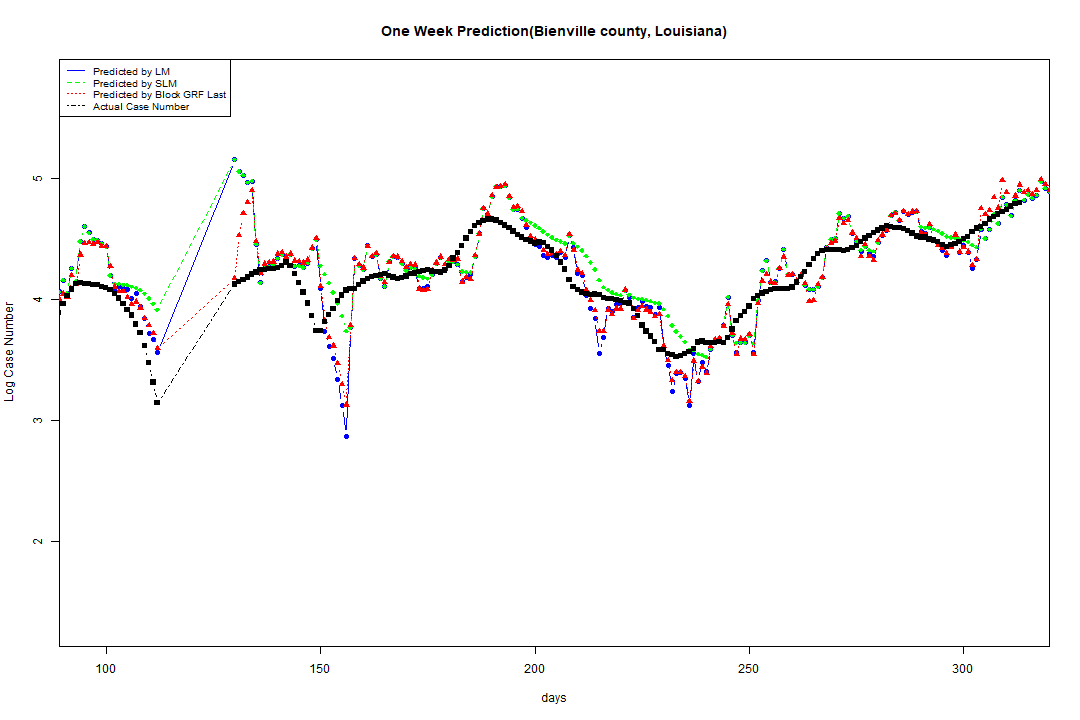 One Week Prediction(Bienville county, Louisiana)
Predicted by LM
Predicted by SLM
Predicted by Block GRF Last
Actual Case Number
5
4
3
2
Log Case Number
100 150 200 250 300
days